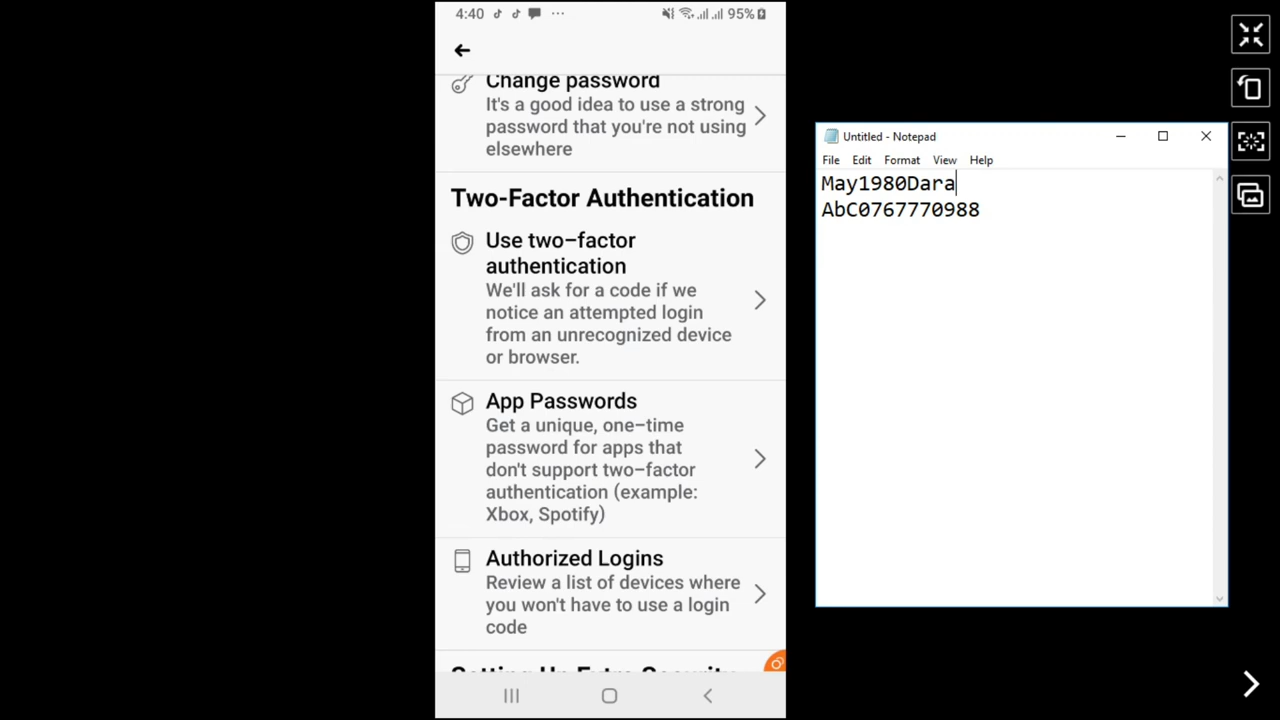 4:40
95%
Change password
It's a good idea to use a strong
password that you're not using
elsewhere
Two-Factor Authentication
Use two-factor
authentication
We'll ask for a code if we
notice an attempted login
from an unrecognized device
or browser.
App Passwords
Get a unique, one-time
password for apps that
don't support two-factor
authentication (example:
Xbox, Spotify)
Authorized Logins
Review a list of devices where
you won't have to use a login
code
Untitled - Notepad
File Edit Format View Help
May1980Dara
AbC0767770988